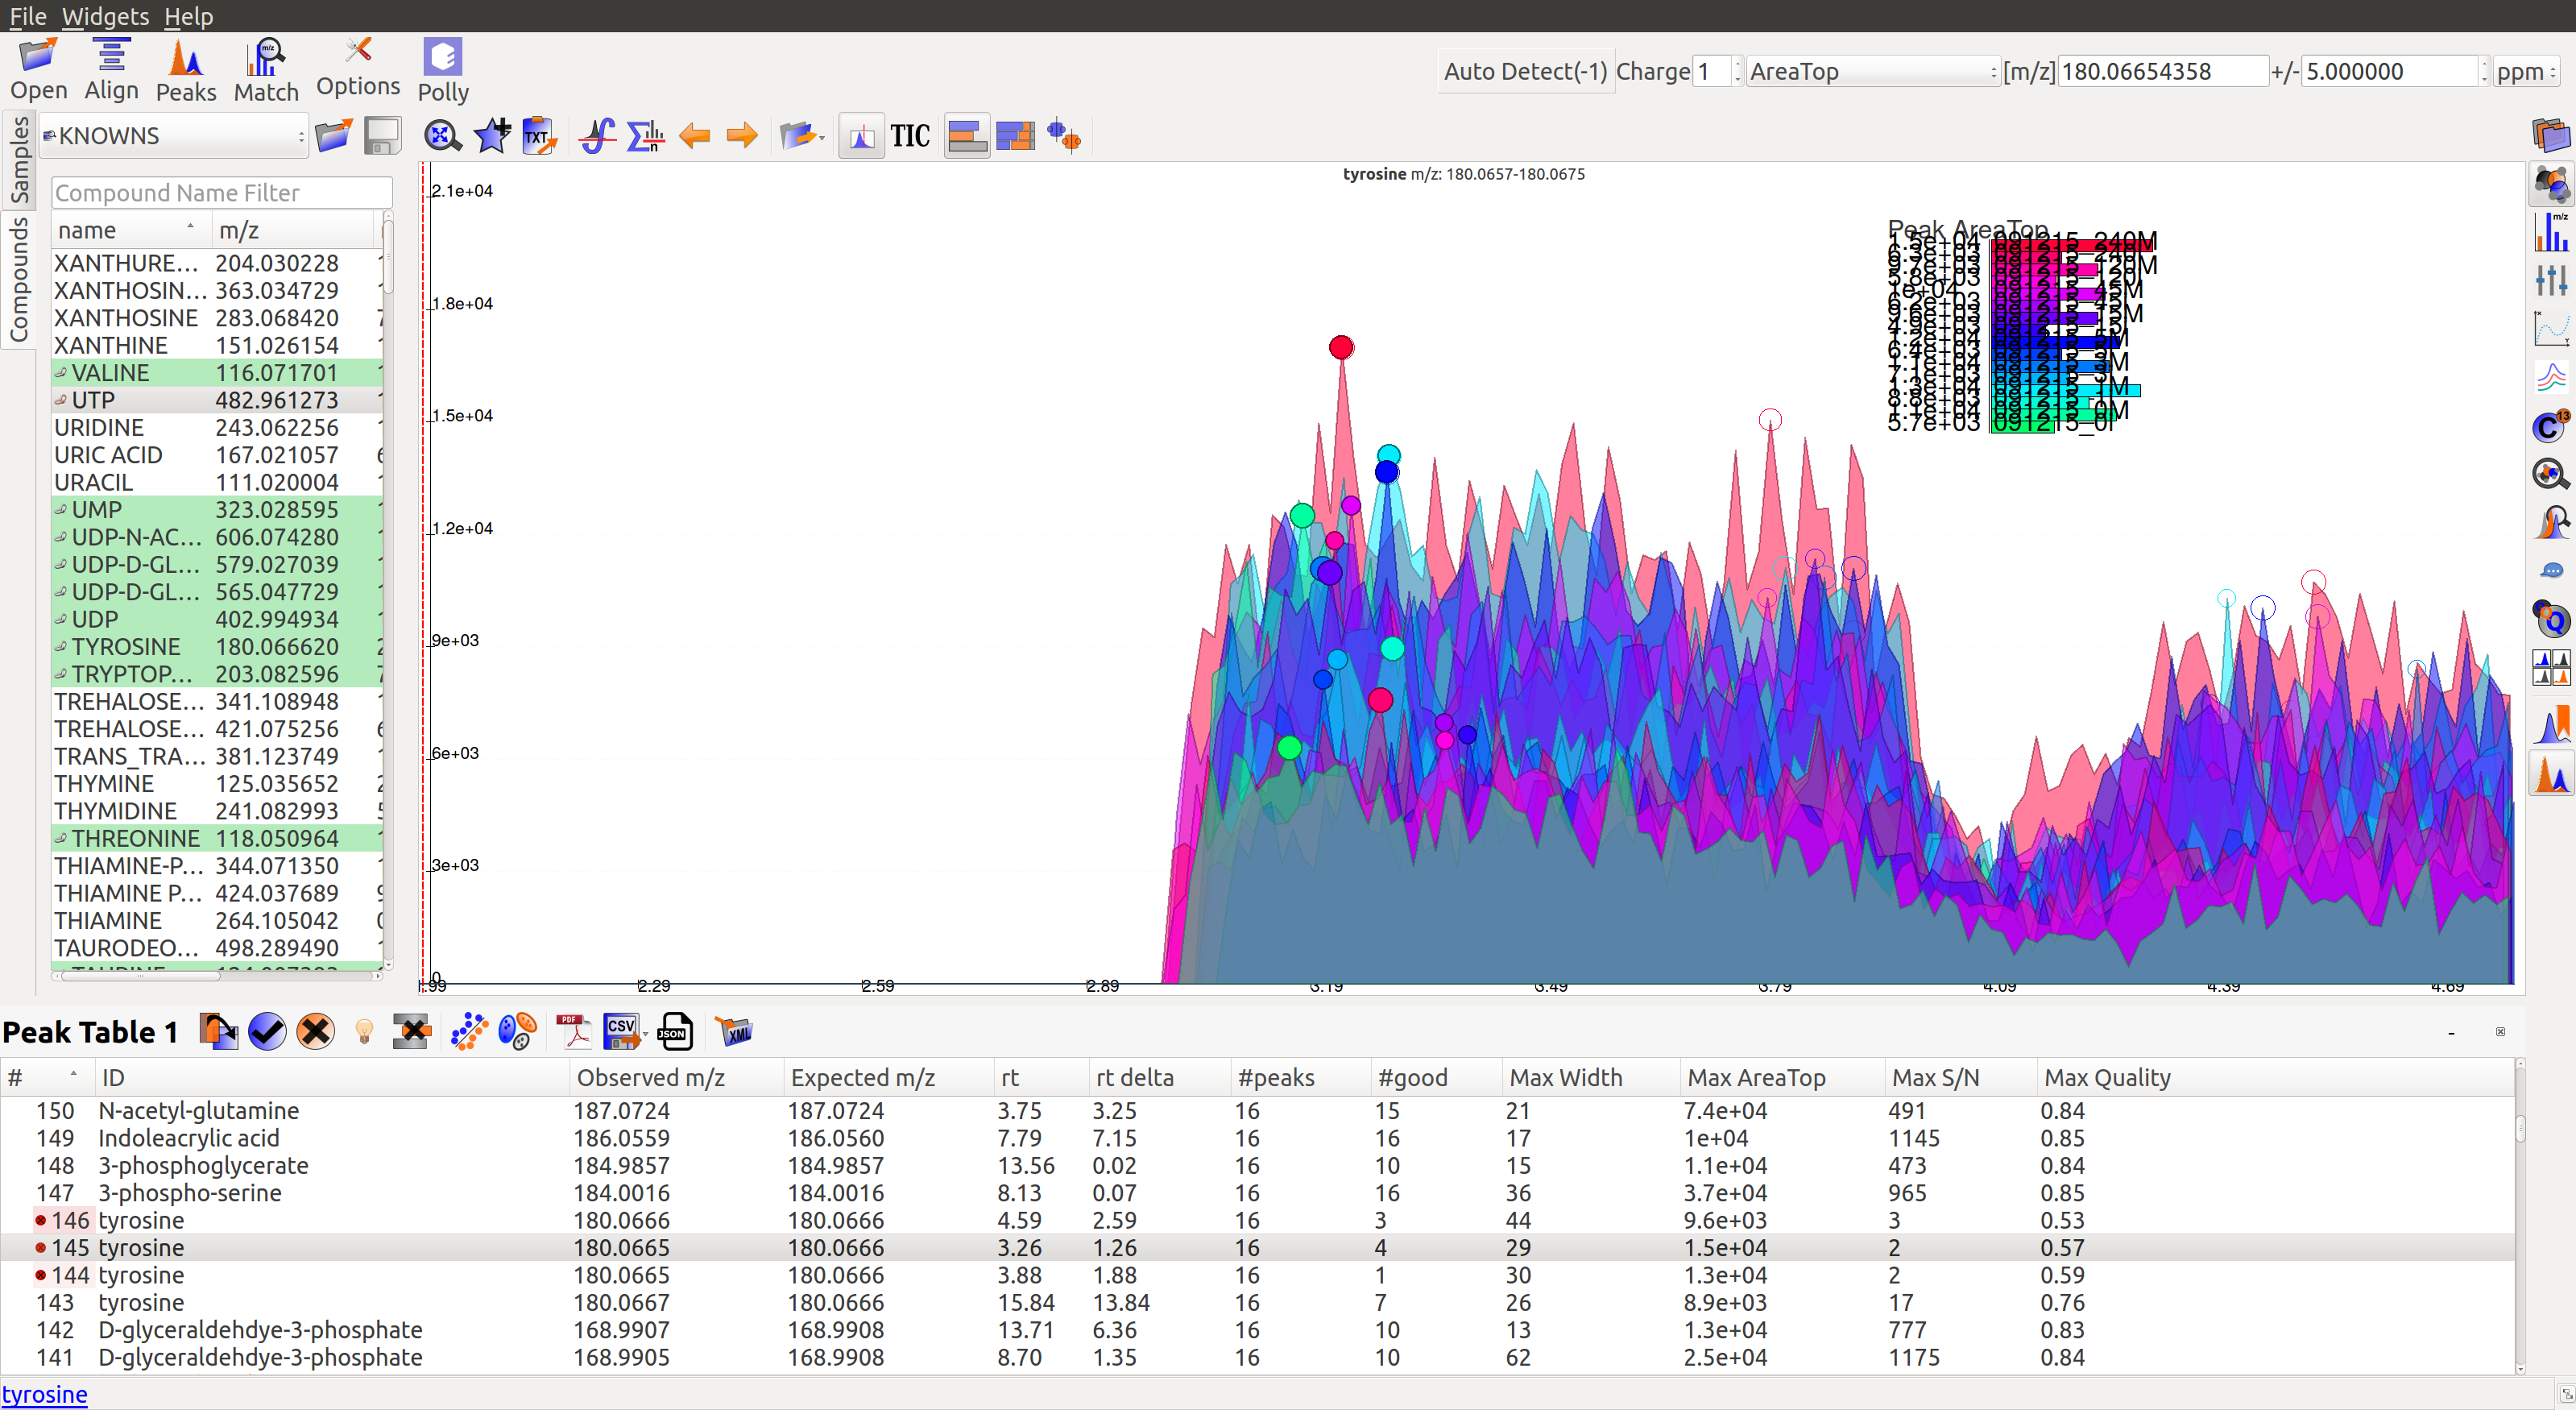 File Widgets Help
Open Align Peaks Match Options Polly
Auto Detect(-1) Charge 1 AreaTop [m/z] 180.06654358 +/- 5.000000 ppm
Samples
Compounds
KNOWNS
TXT TIC
Compound Name Filter
name m/z
XANTHURE... 204.030228
XANTHOSIN... 363.034729
XANTHOSINE 283.068420
XANTHINE 151.026154
VALINE 116.071701
UTP 482.961273
URIDINE 243.062256
URIC ACID 167.021057
URACIL 111.020004
UMP 323.028595
UDP-N-AC... 606.074280
UDP-D-GL... 579.027039
UDP-D-GL... 565.047729
UDP 402.994934
TYROSINE 180.066620
TRYPTOP... 203.082596
TREHALOSE... 341.108948
TREHALOSE... 421.075256
TRANS_TRA... 381.123749
THYMINE 125.035652
THYMIDINE 241.082993
THREONINE 118.050964
THIAMINE-P... 344.071350
THIAMINE P... 424.037689
THIAMINE 264.105042
TAURODEO... 498.289490
tyrosine m/z: 180.0657-180.0675
2.1e+04
1.8e+04
1.5e+04
1.2e+04
9e+03
6e+03
3e+03
0
1.99 2.29 2.59 2.89 3.19 3.49 3.79 4.09 4.39 4.69
Peak AreaTop
1.5e+04 091215_240M
5.7e+03 091215_0I
Peak Table 1 PDF CSV JSON XML
# ID Observed m/z Expected m/z rt rt delta #peaks #good Max Width Max AreaTop Max S/N Max Quality
150 N-acetyl-glutamine 187.0724 187.0724 3.75 3.25 16 15 21 7.4e+04 491 0.84
149 Indoleacrylic acid 186.0559 186.0560 7.79 7.15 16 16 17 1e+04 1145 0.85
148 3-phosphoglycerate 184.9857 184.9857 13.56 0.02 16 10 15 1.1e+04 473 0.84
147 3-phospho-serine 184.0016 184.0016 8.13 0.07 16 16 36 3.7e+04 965 0.85
146 tyrosine 180.0666 180.0666 4.59 2.59 16 3 44 9.6e+03 3 0.53
145 tyrosine 180.0665 180.0666 3.26 1.26 16 4 29 1.5e+04 2 0.57
144 tyrosine 180.0665 180.0666 3.88 1.88 16 1 30 1.3e+04 2 0.59
143 tyrosine 180.0667 180.0666 15.84 13.84 16 7 26 8.9e+03 17 0.76
142 D-glyceraldehdye-3-phosphate 168.9907 168.9908 13.71 6.36 16 10 13 1.3e+04 777 0.83
141 D-glyceraldehdye-3-phosphate 168.9905 168.9908 8.70 1.35 16 10 62 2.5e+04 1175 0.84
tyrosine